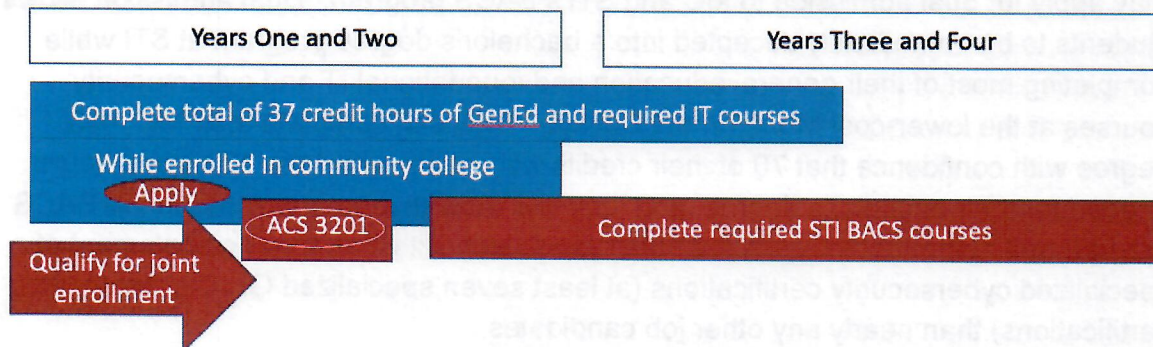 Years One and Two
Years Three and Four
Complete total of 37 credit hours of GenEd and required IT courses
While enrolled in community college
Apply
ACS 3201
Complete required STI BACS courses
Qualify for joint
enrollment